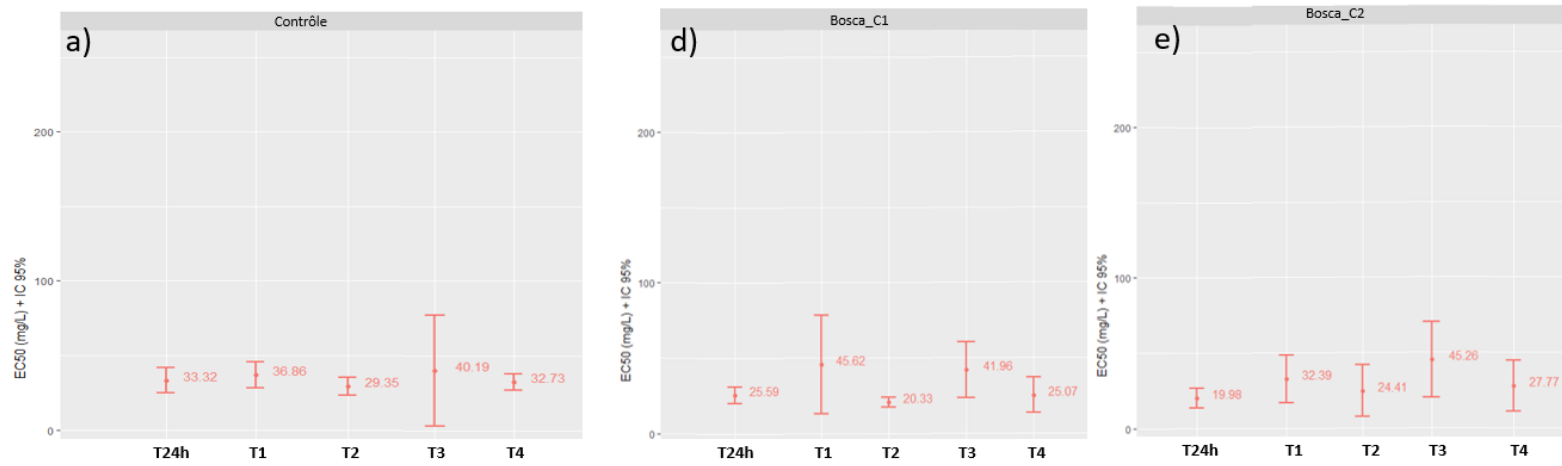 Contrôle
a)
EC50 (mg/L) + IC 95%
200
100
0
33.32
36.86
29.35
40.19
32.73
T24h T1 T2 T3 T4
Bosca_C1
d)
EC50 (mg/L) + IC 95%
200
100
0
25.59
45.62
20.33
41.96
25.07
T24h T1 T2 T3 T4
Bosca_C2
e)
EC50 (mg/L) + IC 95%
200
100
0
19.98
32.39
24.41
45.26
27.77
T24h T1 T2 T3 T4